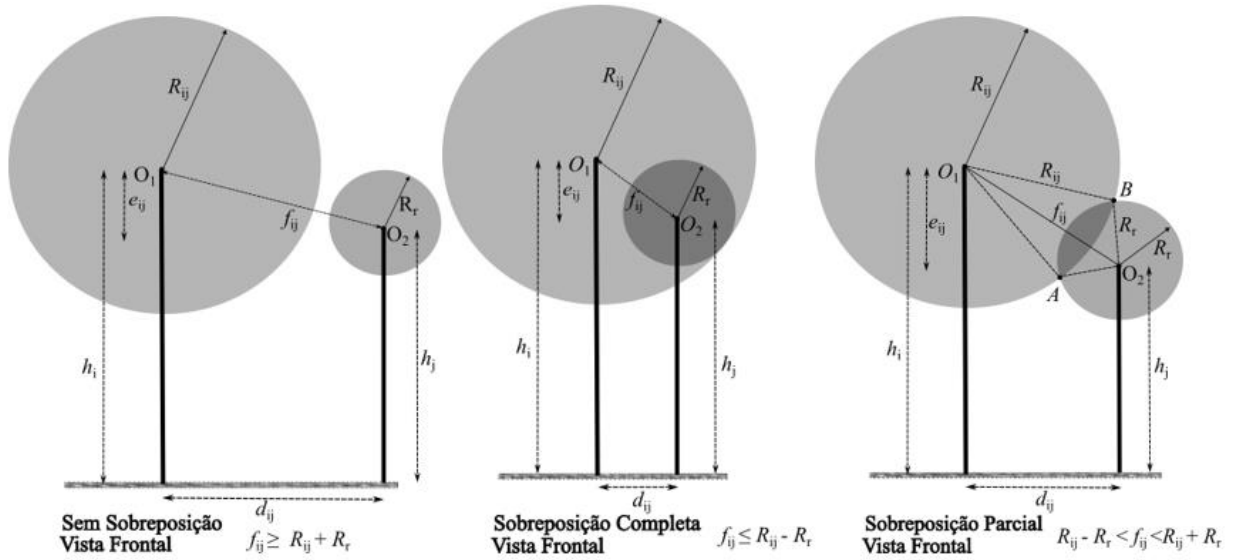 R_ij
O_1
e_ij
f_ij
R_r
O_2
h_i
h_j
d_ij
Sem Sobreposição
Vista Frontal
f_ij ≥ R_ij + R_r
R_ij
O_1
e_ij
f_ij
R_r
O_2
h_i
h_j
d_ij
Sobreposição Completa
Vista Frontal
f_ij ≤ R_ij - R_r
R_ij
O_1
R_ij
B
f_ij
e_ij
R_r
R_r
A
O_2
h_i
h_j
d_ij
Sobreposição Parcial
Vista Frontal
R_ij - R_r < f_ij < R_ij + R_r